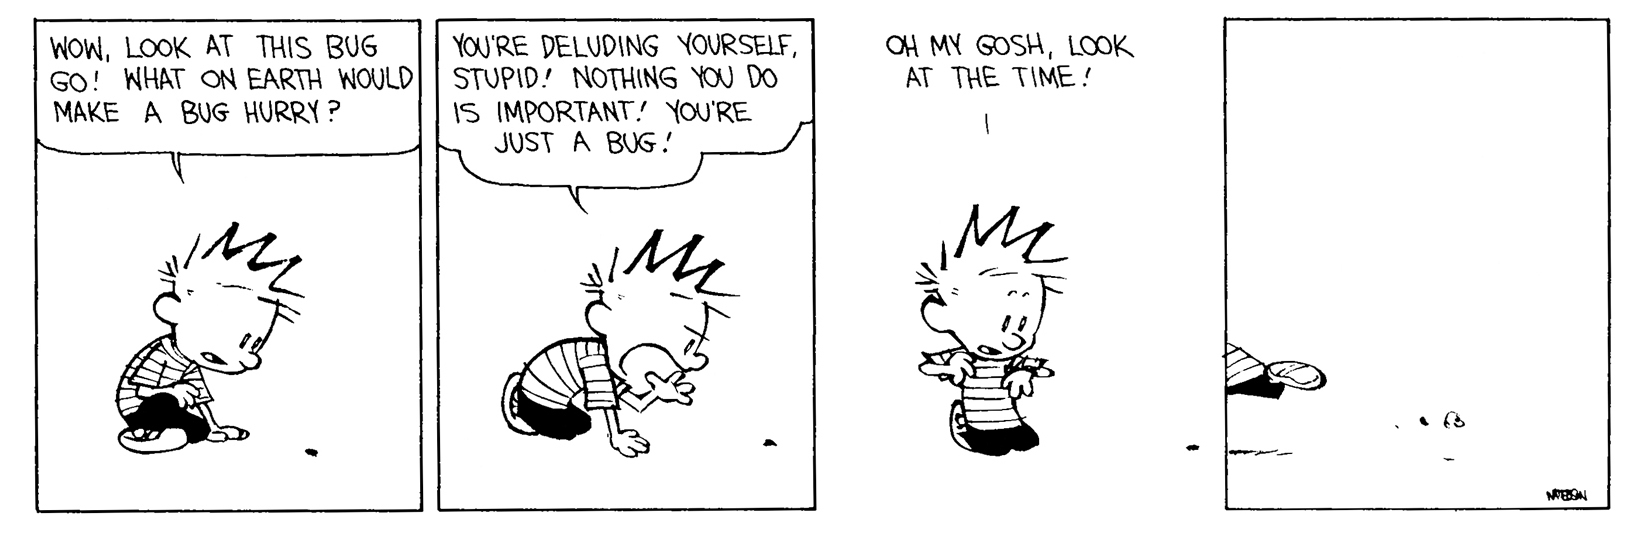 WOW, LOOK AT THIS BUG
GO! WHAT ON EARTH WOULD
MAKE A BUG HURRY?
YOU'RE DELUDING YOURSELF,
STUPID! NOTHING YOU DO
IS IMPORTANT! YOU'RE
JUST A BUG!
OH MY GOSH, LOOK
AT THE TIME!
WATTERSON